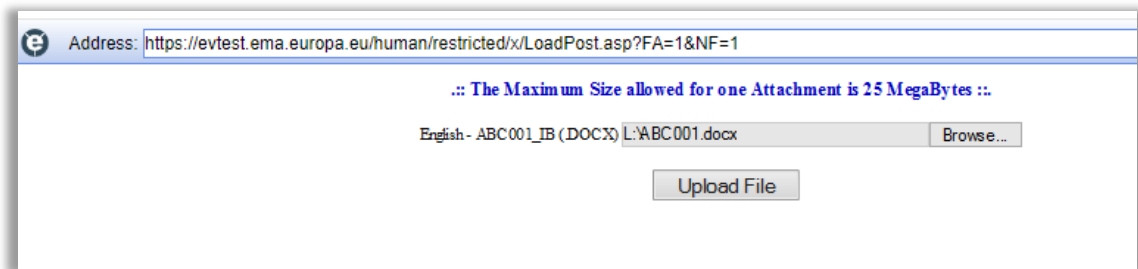 Address: https://evtest.ema.europa.eu/human/restricted/x/LoadPost.asp?FA=1&NF=1
.:: The Maximum Size allowed for one Attachment is 25 MegaBytes ::.
English - ABC001_IB (.DOCX) L:\ABC001.docx Browse...
Upload File